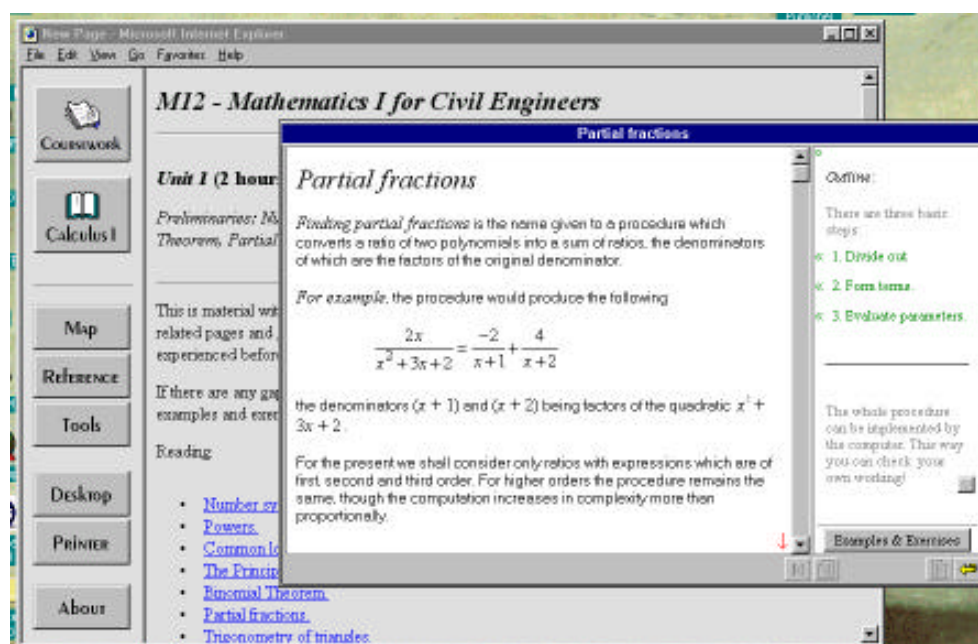 New Page - Microsoft Internet Explorer
File Edit View Go Favorites Help
Coursework
Calculus I
Map
Reference
Tools
Desktop
Printer
About
M12 - Mathematics I for Civil Engineers
Unit 1 (2 hour
Preliminaries: Nu
Theorem, Partial
This is material wit
related pages and
experienced before
If there are any gap
examples and exer
Reading
• Number sy
• Powers.
• Common lo
• The Princip
• Binomial Theorem.
• Partial fractions.
• Trigonometry of triangles.
Partial fractions
Partial fractions
Finding partial fractions is the name given to a procedure which
converts a ratio of two polynomials into a sum of ratios, the denominators
of which are the factors of the original denominator.
For example, the procedure would produce the following
2x / (x² + 3x + 2) = -2 / (x + 1) + 4 / (x + 2)
the denominators (x + 1) and (x + 2) being factors of the quadratic x² +
3x + 2.
For the present we shall consider only ratios with expressions which are of
first, second and third order. For higher orders the procedure remains the
same, though the computation increases in complexity more than
proportionally.
Outline:
There are three basic
steps:
1. Divide out
2. Form terms.
3. Evaluate parameters.
The whole procedure
can be implemented by
the computer. This way
you can check your
own working!
Examples & Exercises